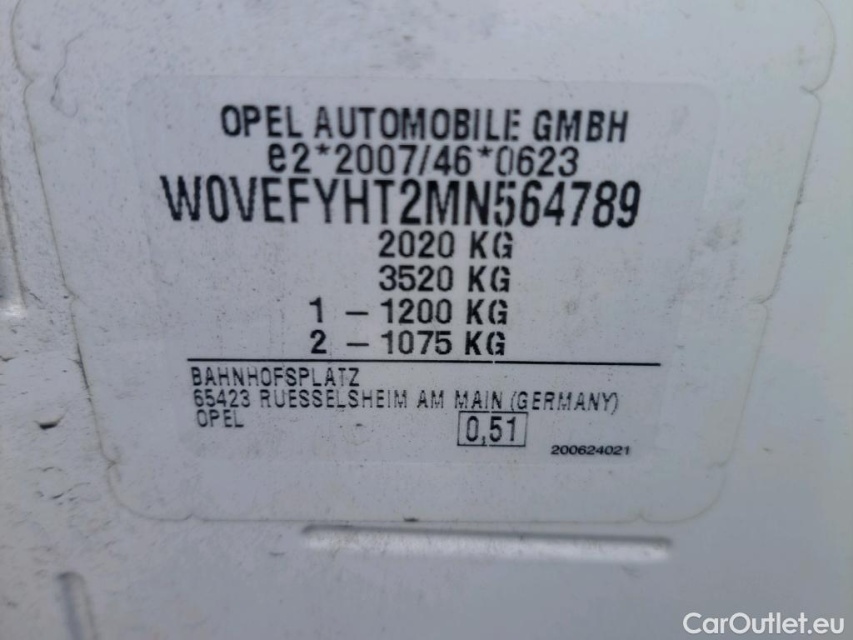 OPEL AUTOMOBILE GMBH
e2*2007/46*0623
W0VEFYHT2MN564789
2020 KG
3520 KG
1 - 1200 KG
2 - 1075 KG
BAHNHOFSPLATZ
65423 RUESSELSHEIM AM MAIN (GERMANY)
OPEL
0,51
200624021
CarOutlet.eu